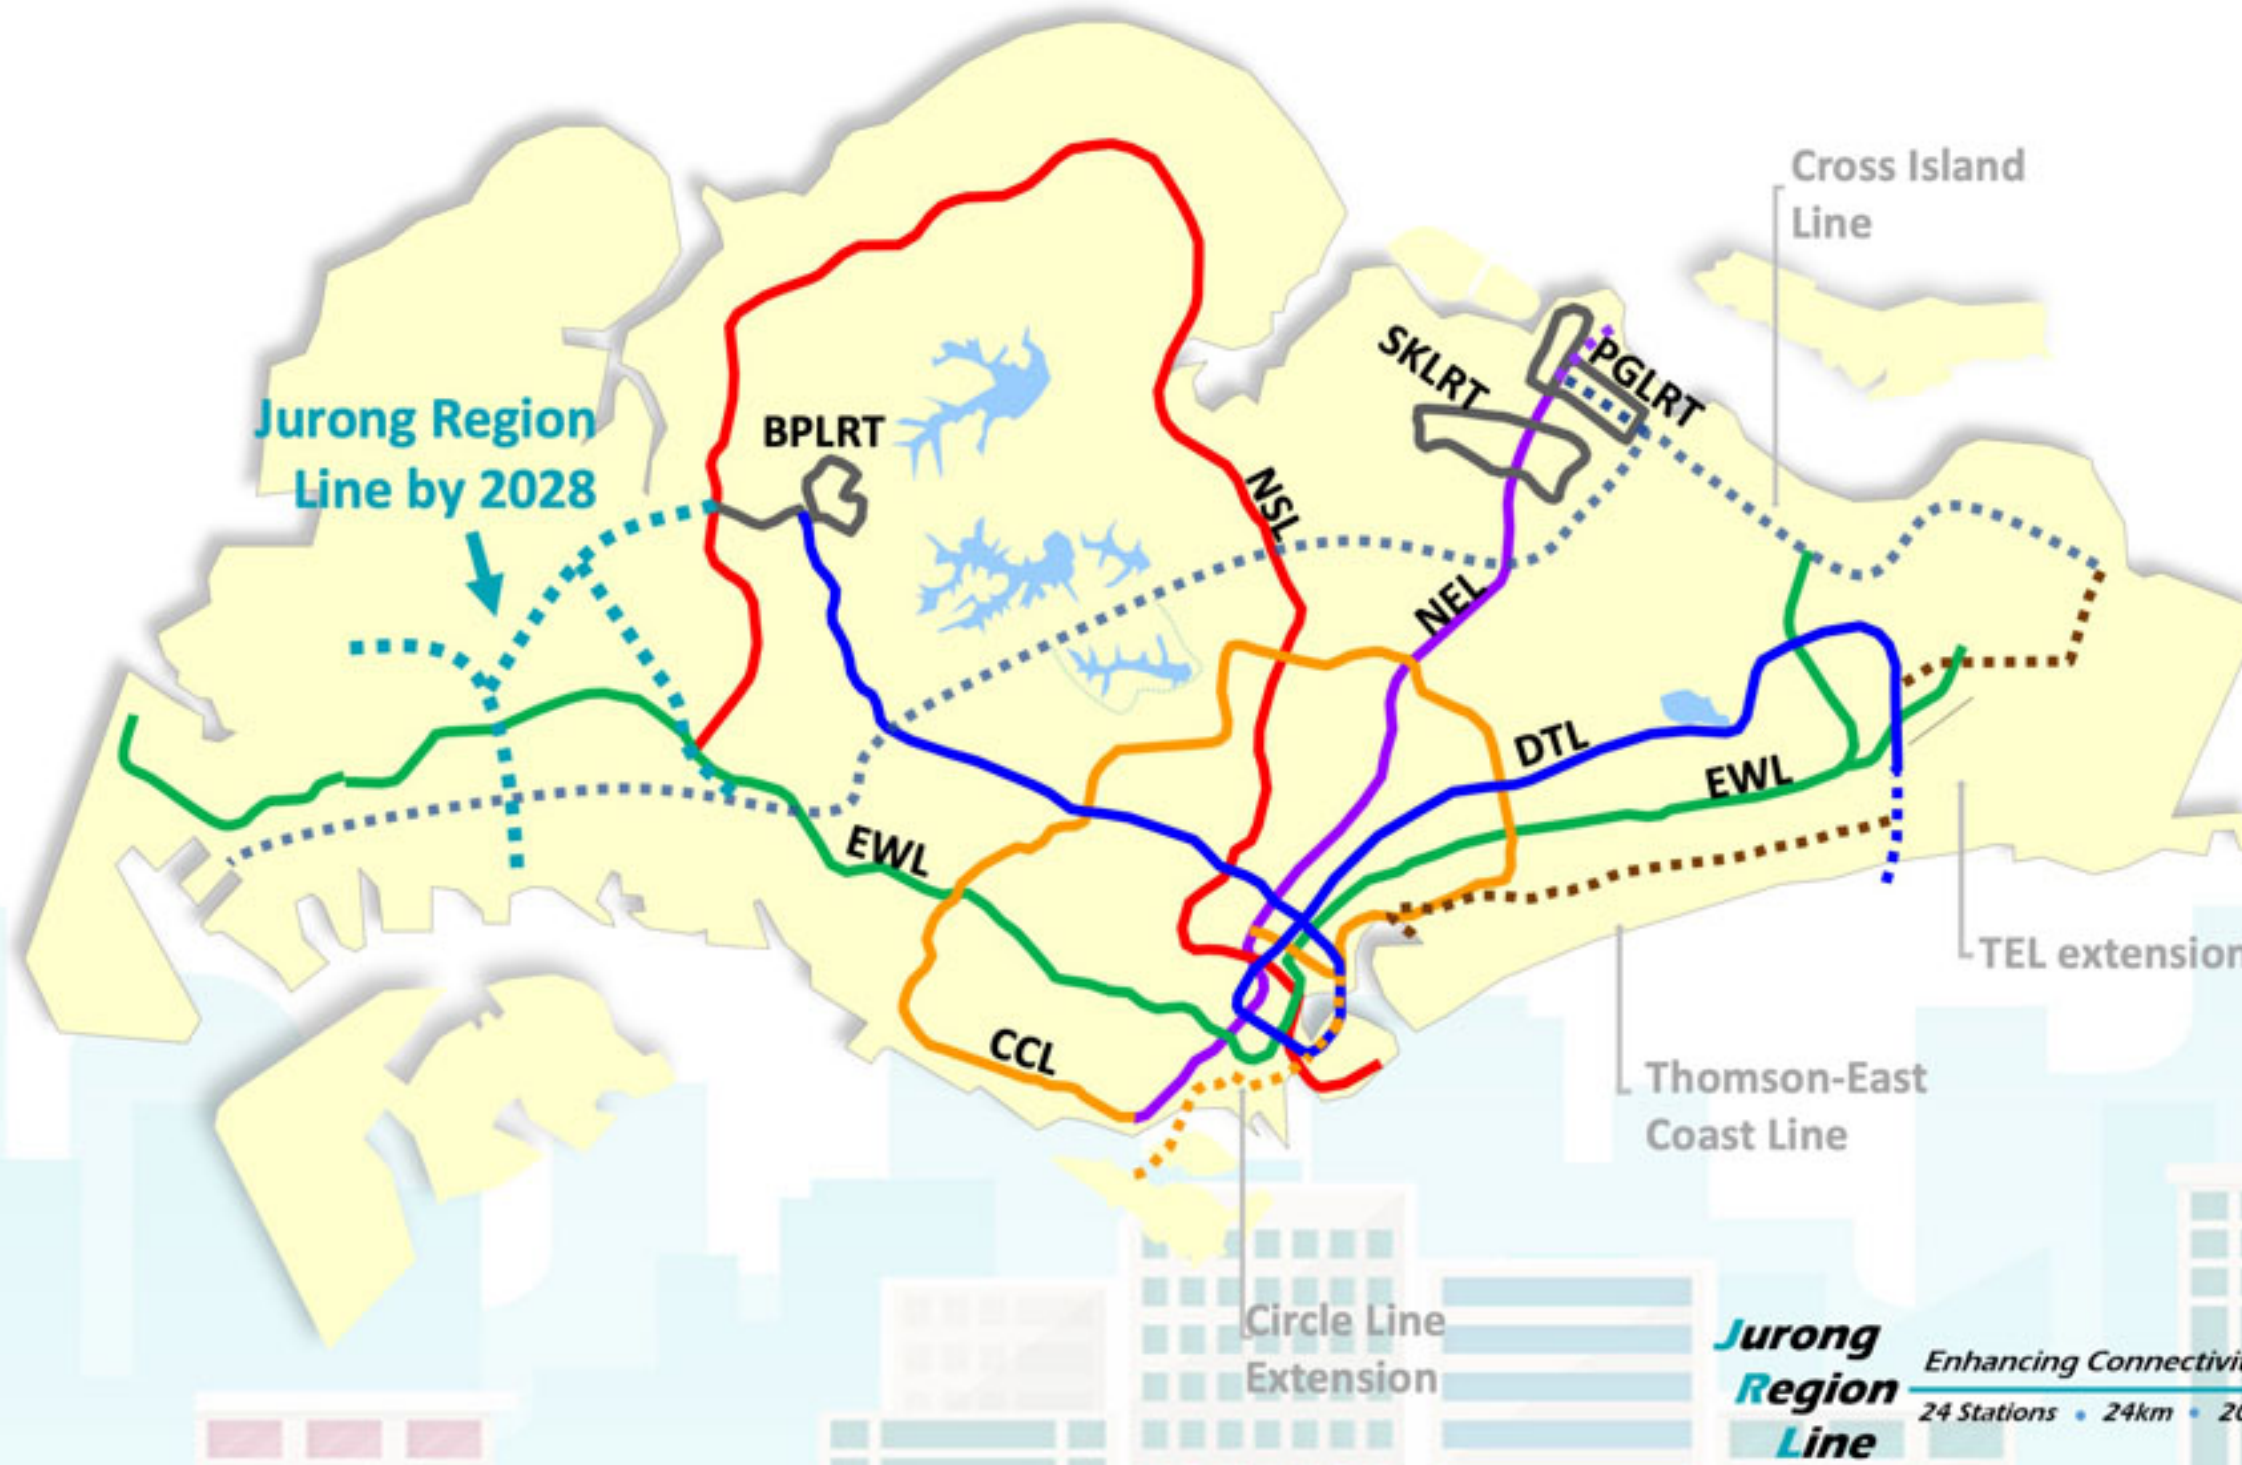 Cross Island
Line
SKLRT
PGLRT
Jurong Region
Line by 2028
BPLRT
NSL
NEL
DTL
EWL
EWL
CCL
TEL extension
Thomson-East
Coast Line
Circle Line
Extension
Jurong
Region
Line
Enhancing
24 Stations • 24km •